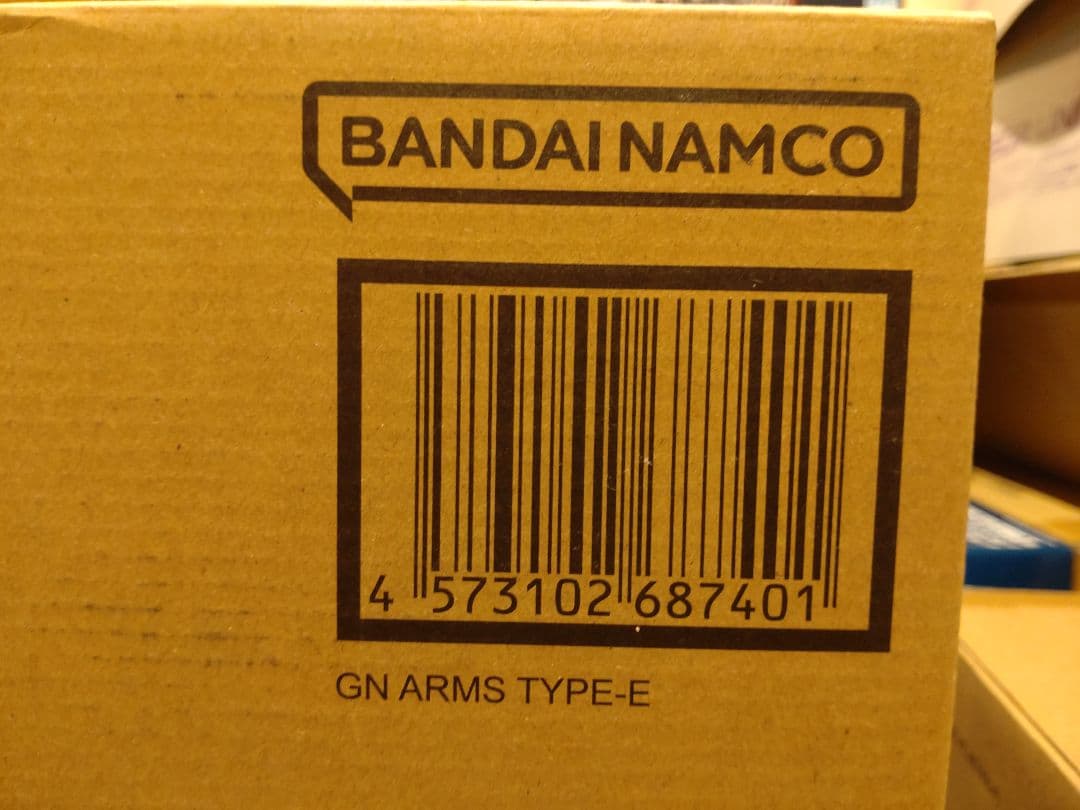 BANDAI NAMCO
4 573102 687401
GN ARMS TYPE-E